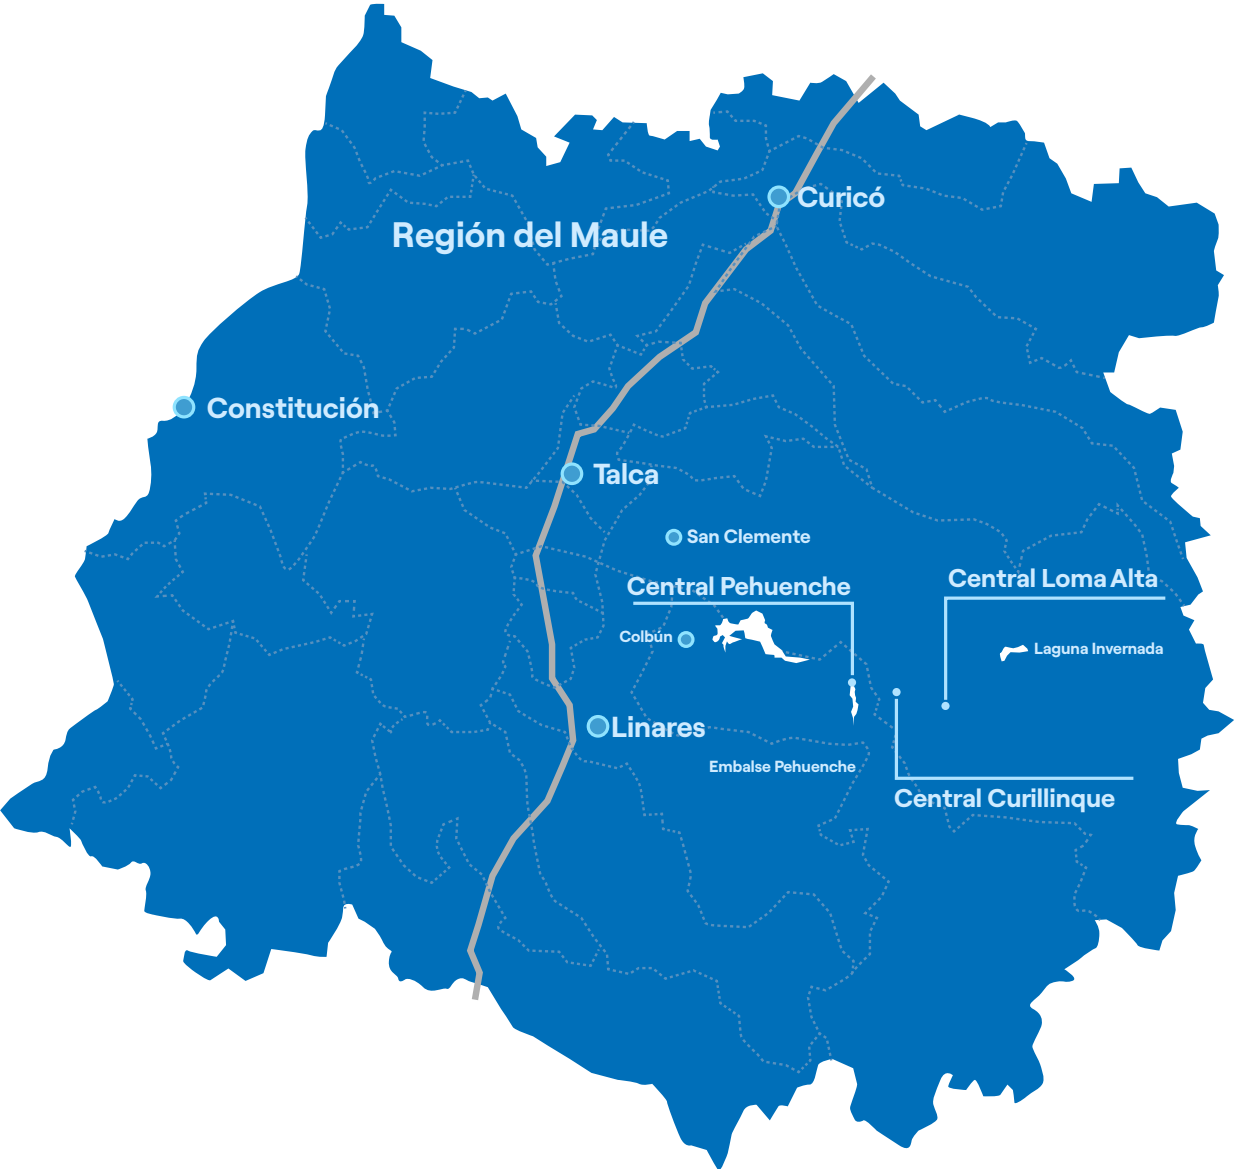 Curicó
Región del Maule
Constitución
Talca
San Clemente
Central Pehuenche
Central Loma Alta
Colbún
Laguna Invernada
Linares
Embalse Pehuenche
Central Curillinque